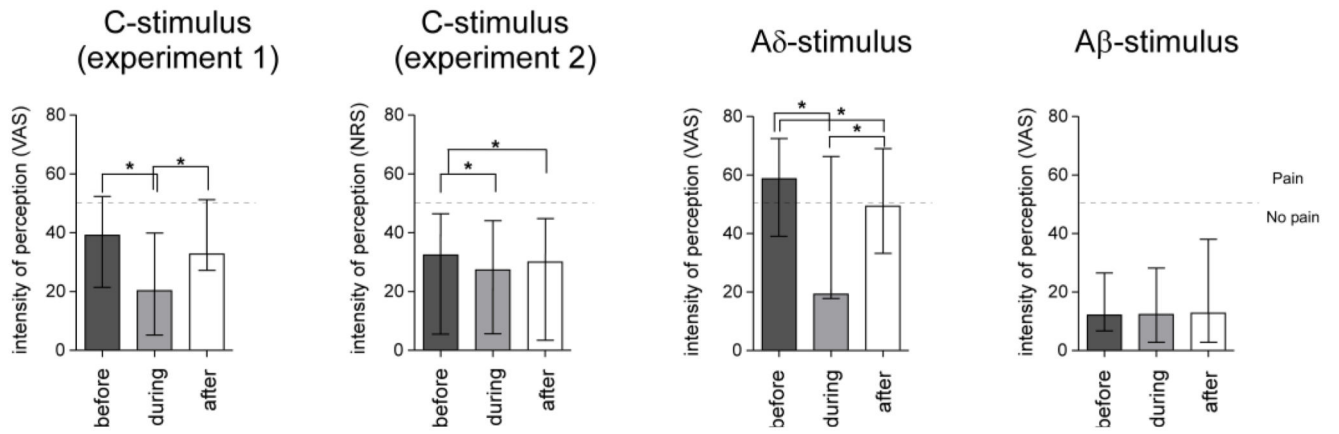 C-stimulus
(experiment 1)
intensity of perception (VAS)
80
60
40
20
0
*
*
before
during
after
C-stimulus
(experiment 2)
intensity of perception (NRS)
80
60
40
20
0
*
*
before
during
after
Aδ-stimulus
intensity of perception (VAS)
80
60
40
20
0
*
*
*
before
during
after
Aβ-stimulus
intensity of perception (VAS)
80
60
40
20
0
Pain
No pain
before
during
after